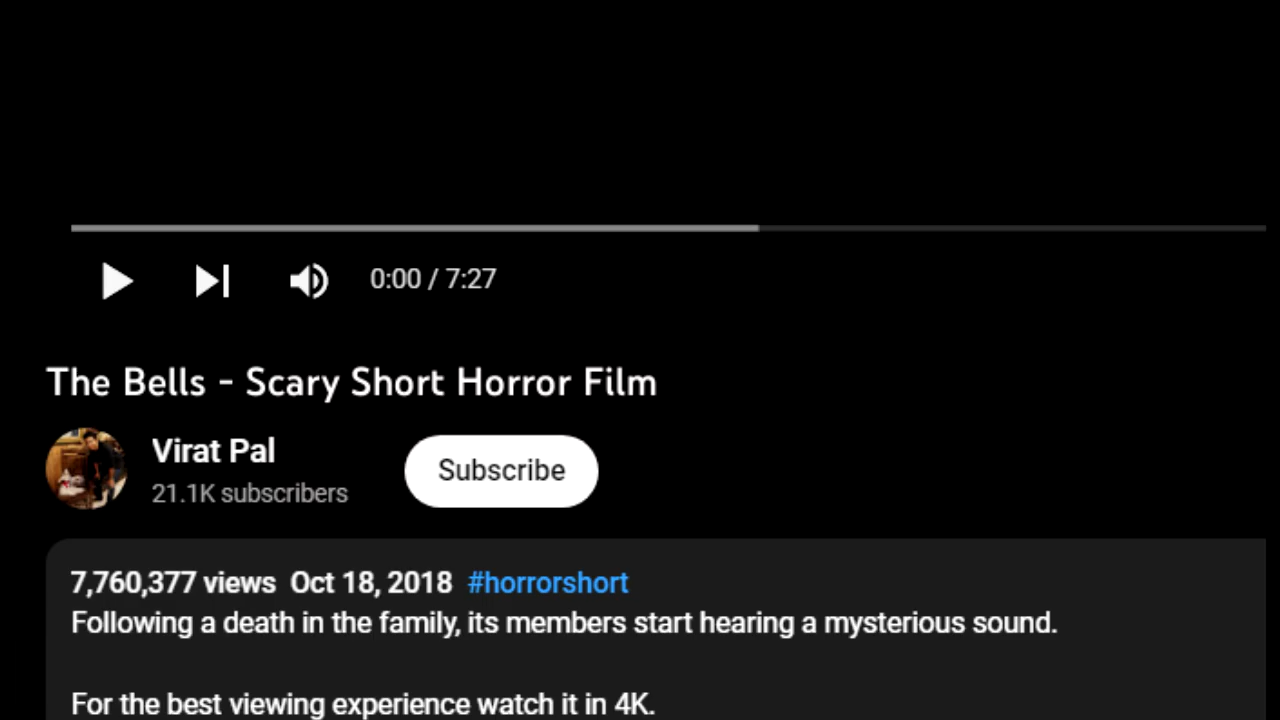 0:00 / 7:27
The Bells - Scary Short Horror Film
Virat Pal
21.1K subscribers
Subscribe
7,760,377 views Oct 18, 2018 #horrorshort
Following a death in the family, its members start hearing a mysterious sound.
For the best viewing experience watch it in 4K.